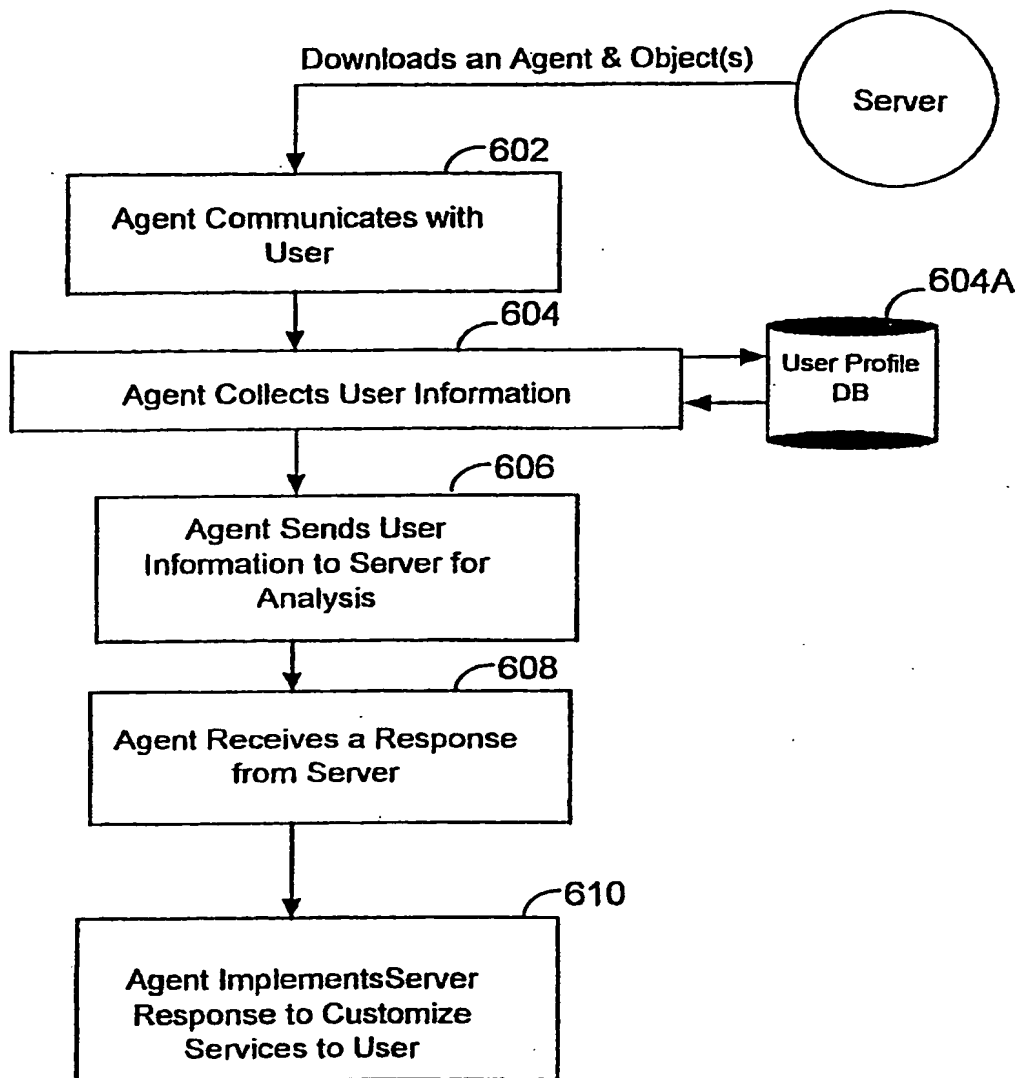 Downloads an Agent & Object(s)
Server
602
Agent Communicates with
User
604A
604
User Profile
DB
Agent Collects User Information
606
Agent Sends User
Information to Server for
Analysis
608
Agent Receives a Response
from Server
610
Agent ImplementsServer
Response to Customize
Services to User